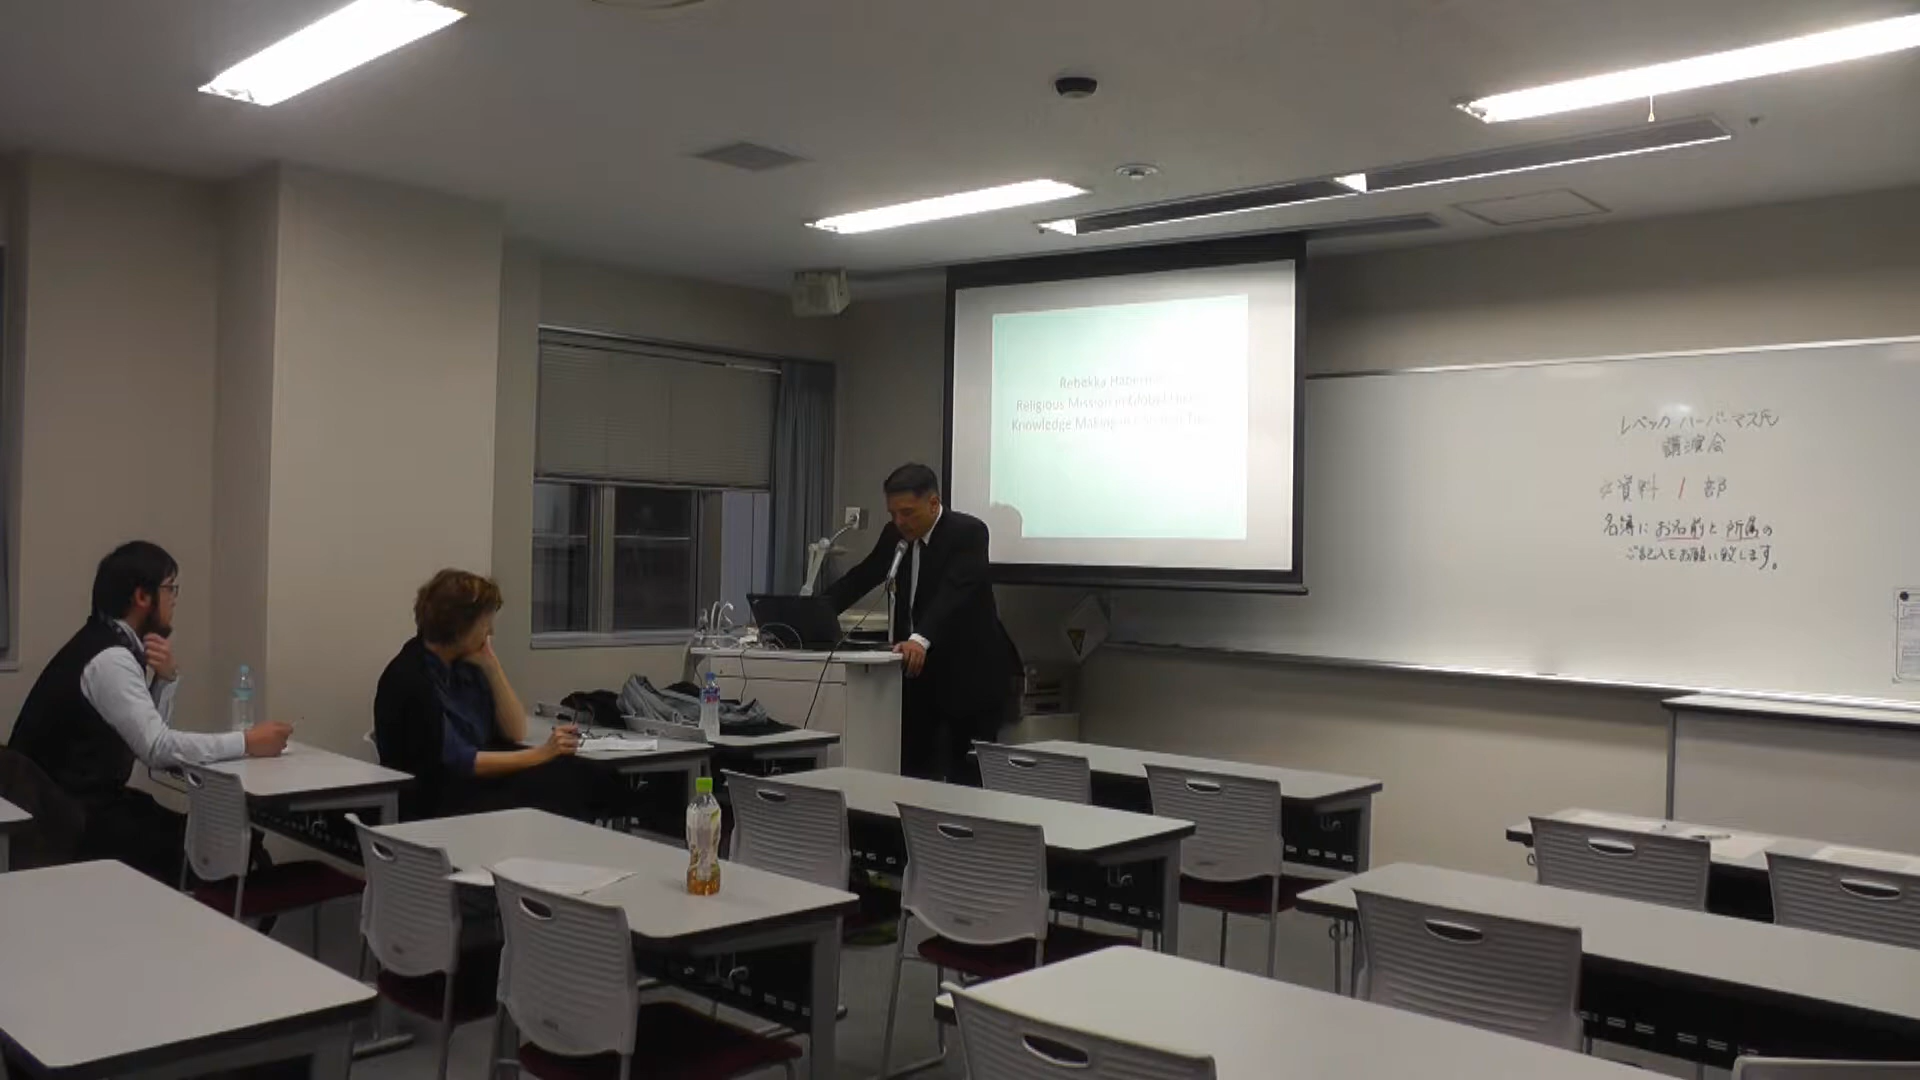 Rebekka Habermas
Religious Mission in Global
Knowledge Making in
レベッカ ハーバーマス氏
講演会
☆資料 1 部
名簿に お名前と 所属の
ご記入をお願い致します。